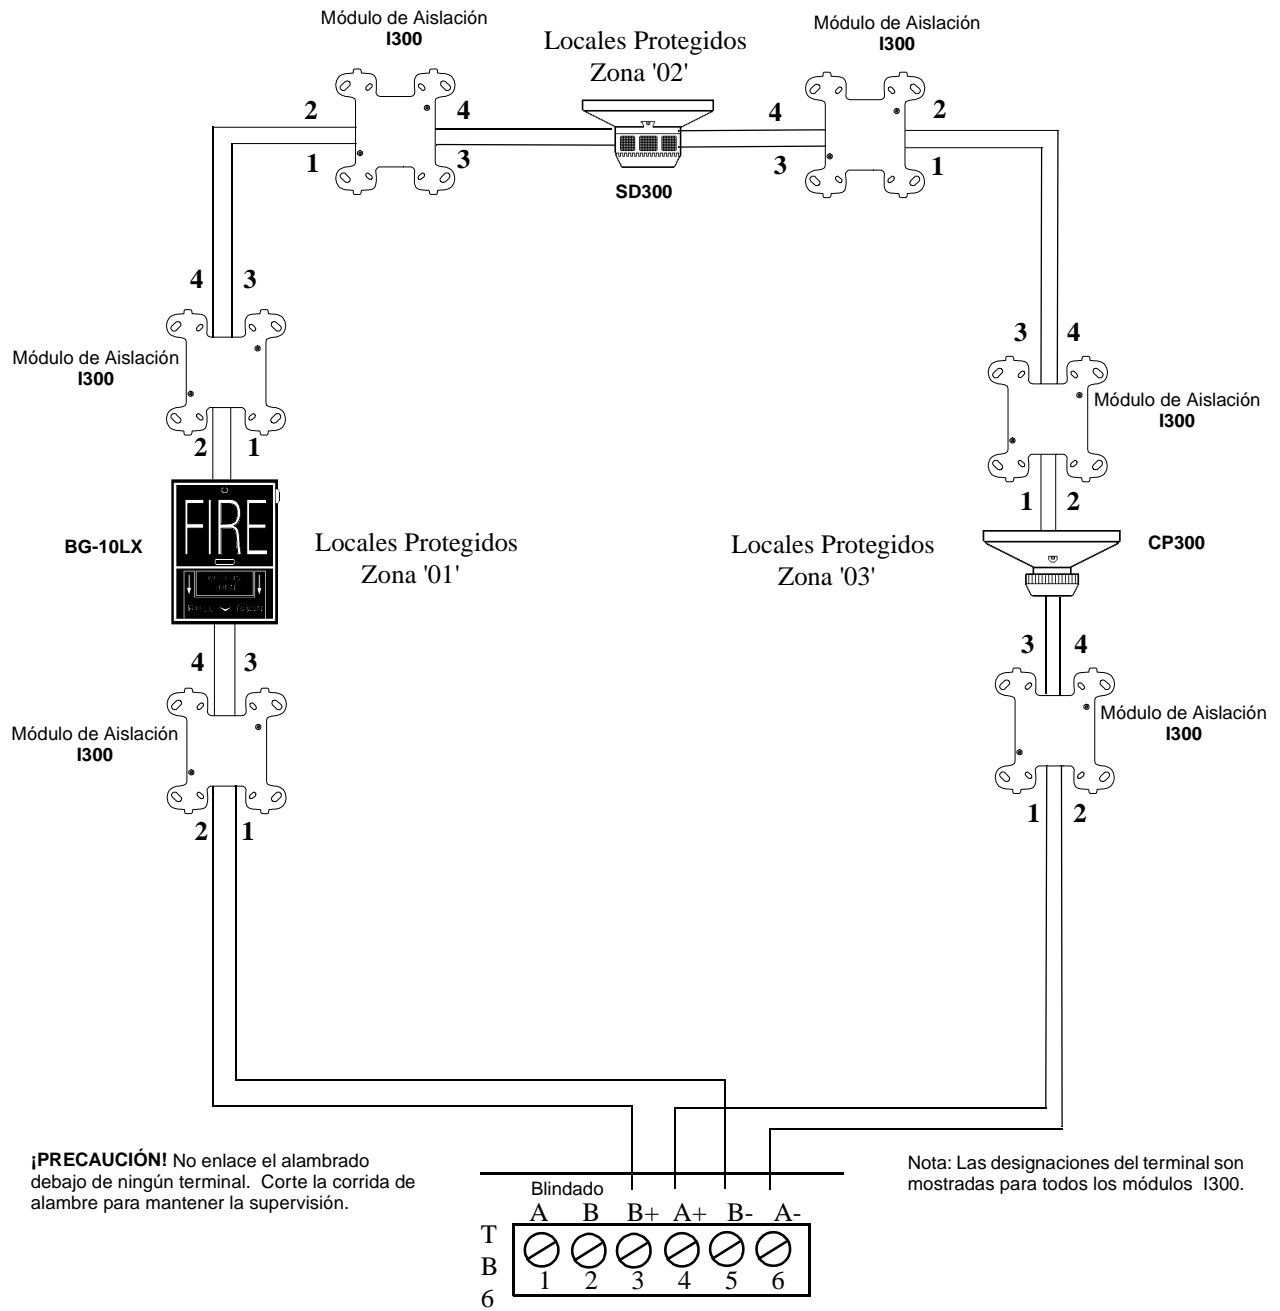 Módulo de Aislación
I300
Locales Protegidos
Zona '02'
Módulo de Aislación
I300
2
4
4
2
1
3
3
1
SD300
4
3
3
4
Módulo de Aislación
I300
Módulo de Aislación
I300
2
1
1
2
FIRE
BG-10LX
Locales Protegidos
Zona '01'
Locales Protegidos
Zona '03'
CP300
4
3
3
4
Módulo de Aislación
I300
Módulo de Aislación
I300
2
1
1
2
¡PRECAUCIÓN! No enlace el alambrado
debajo de ningún terminal. Corte la corrida de
alambre para mantener la supervisión.
Nota: Las designaciones del terminal son
mostradas para todos los módulos I300.
Blindado
A B B+ A+ B- A-
T
B
6
1 2 3 4 5 6